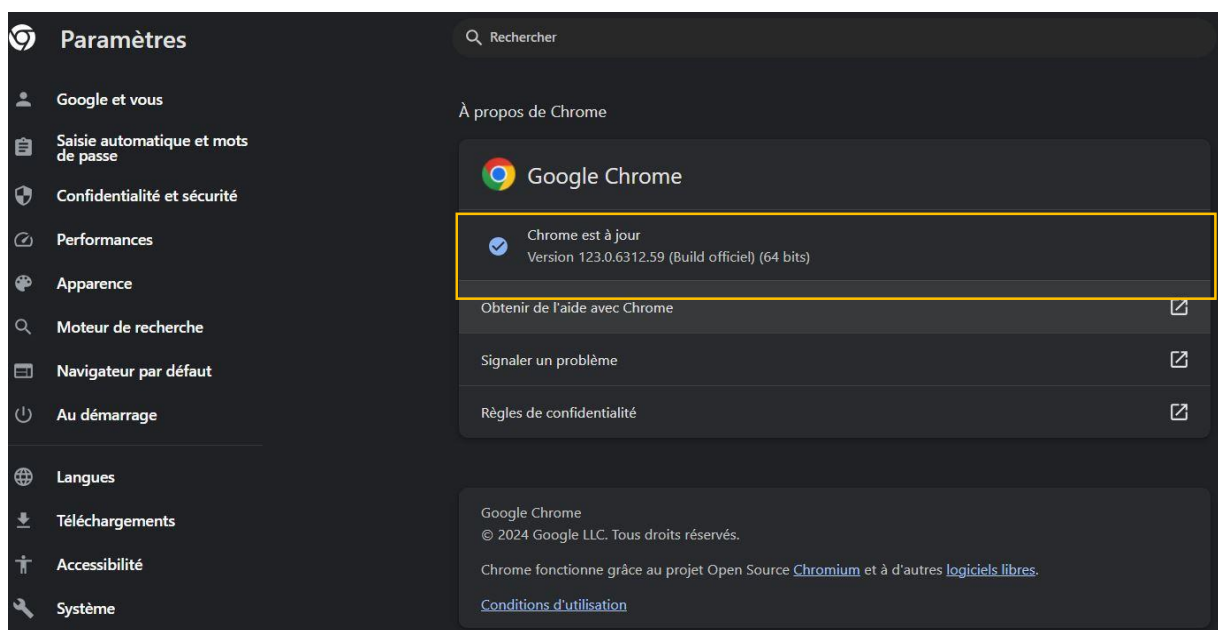 Paramètres
Rechercher
Google et vous
Saisie automatique et mots
de passe
Confidentialité et sécurité
Performances
Apparence
Moteur de recherche
Navigateur par défaut
Au démarrage
Langues
Téléchargements
Accessibilité
Système
À propos de Chrome
Google Chrome
Chrome est à jour
Version 123.0.6312.59 (Build officiel) (64 bits)
Obtenir de l'aide avec Chrome
Signaler un problème
Règles de confidentialité
Google Chrome
© 2024 Google LLC. Tous droits réservés.
Chrome fonctionne grâce au projet Open Source Chromium et à d'autres logiciels libres.
Conditions d'utilisation